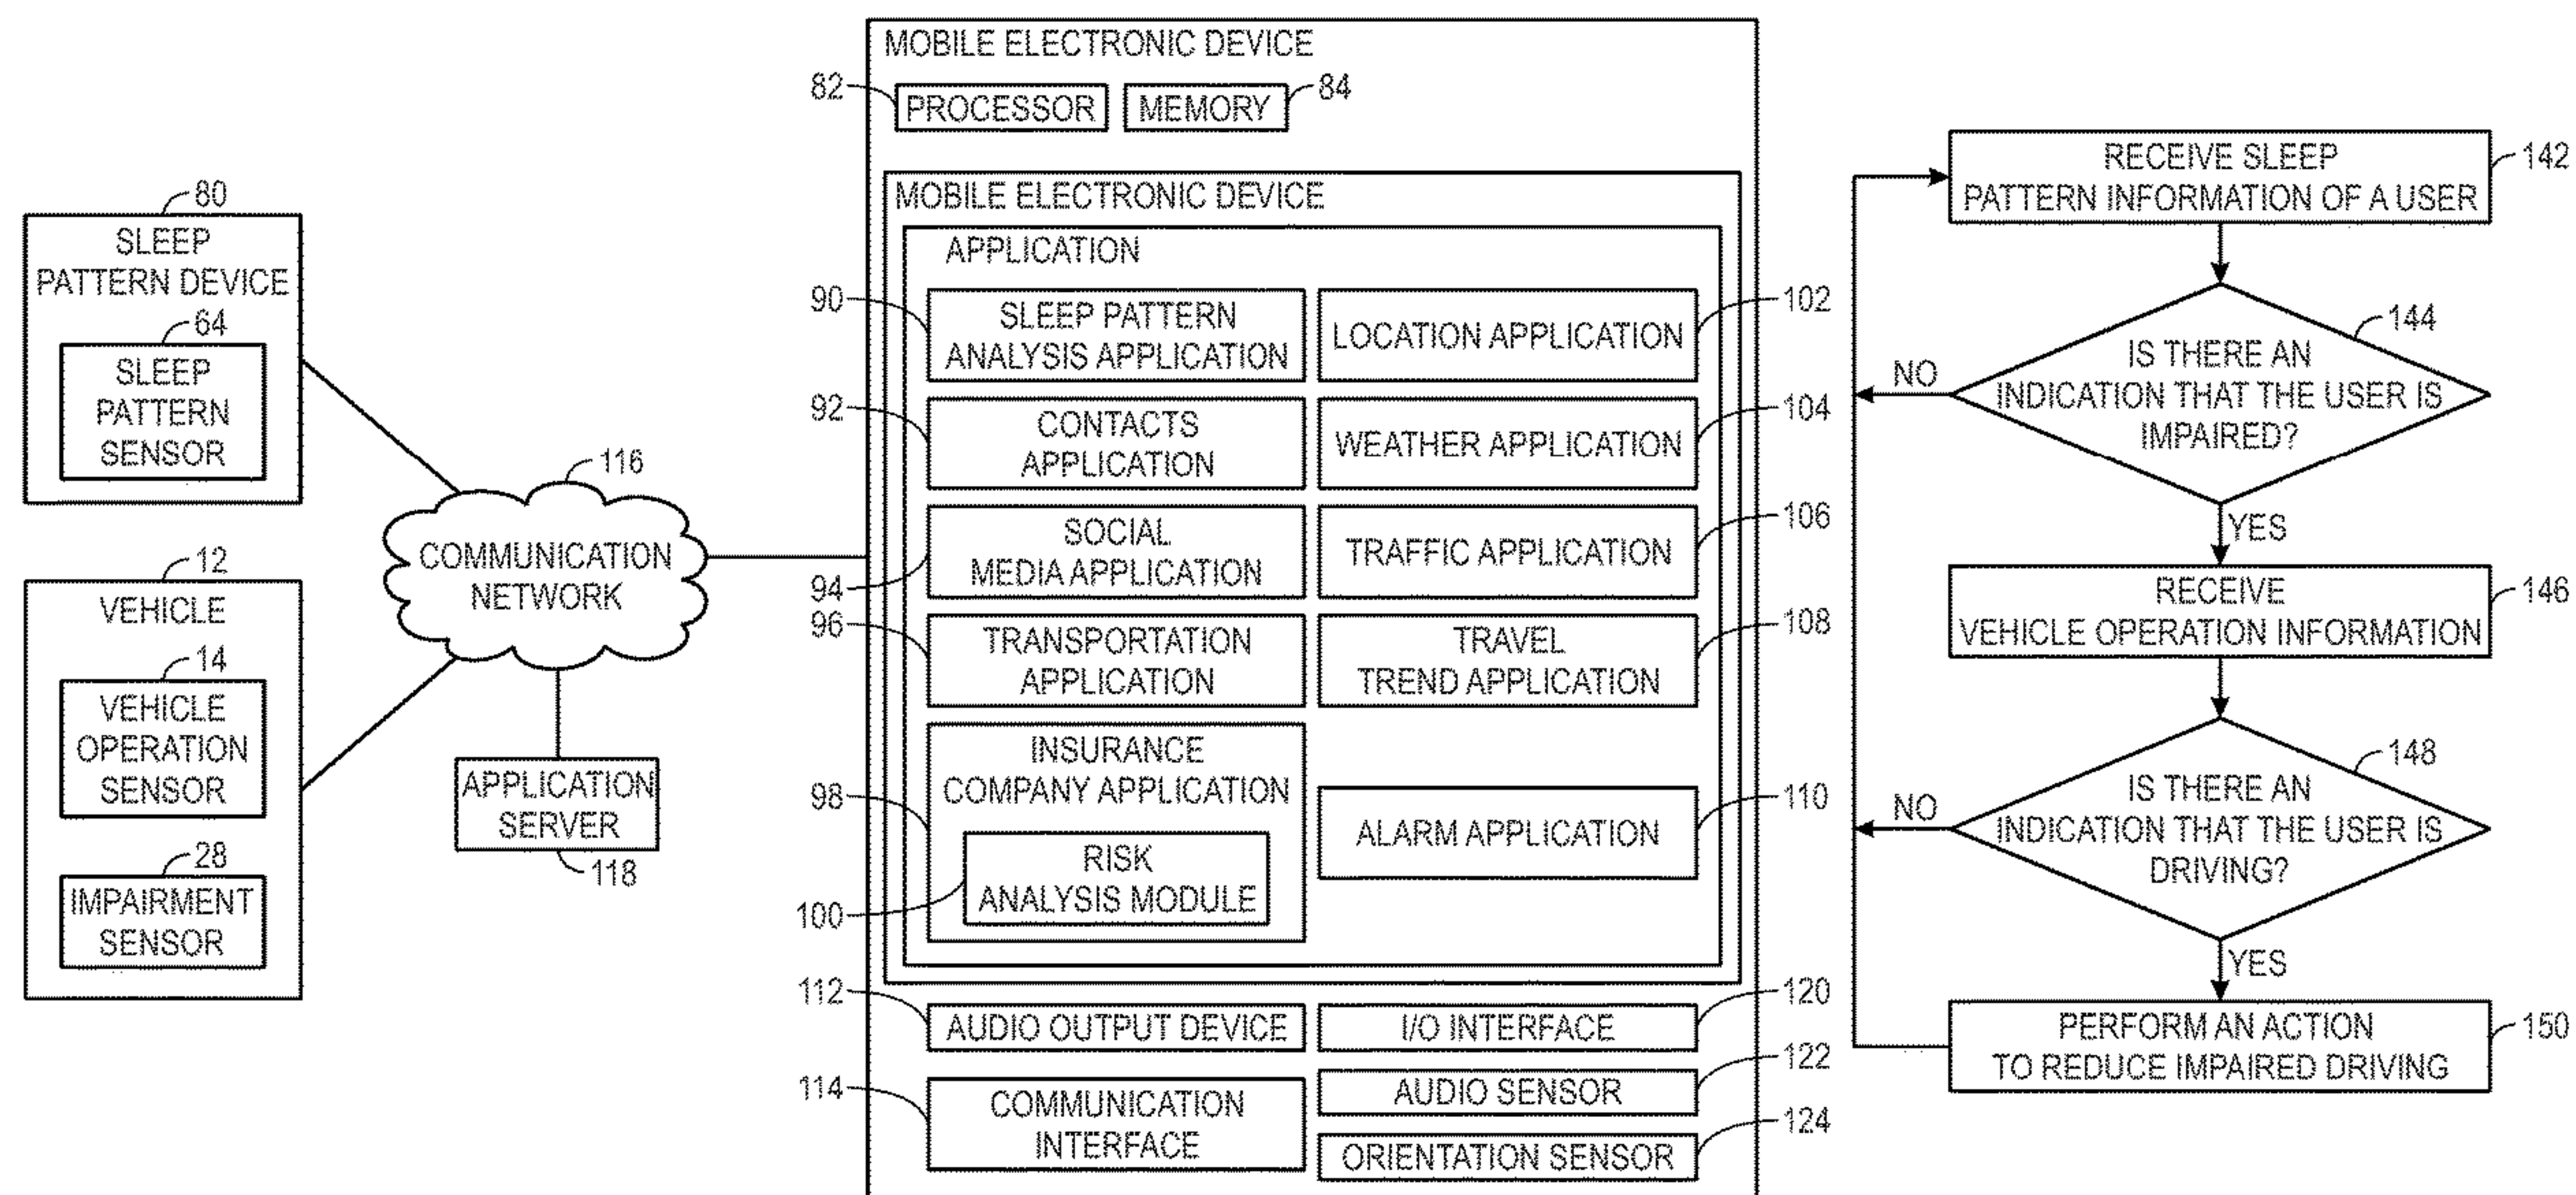 80
SLEEP
PATTERN DEVICE
64
SLEEP
PATTERN
SENSOR
12
VEHICLE
14
VEHICLE
OPERATION
SENSOR
28
IMPAIRMENT
SENSOR
116
COMMUNICATION
NETWORK
APPLICATION
SERVER
118
MOBILE ELECTRONIC DEVICE
82
PROCESSOR
MEMORY
84
MOBILE ELECTRONIC DEVICE
APPLICATION
90
SLEEP PATTERN
ANALYSIS APPLICATION
LOCATION APPLICATION
102
92
CONTACTS
APPLICATION
WEATHER APPLICATION
104
SOCIAL
MEDIA APPLICATION
94
TRAFFIC APPLICATION
106
96
TRANSPORTATION
APPLICATION
TRAVEL
TREND APPLICATION
108
INSURANCE
COMPANY APPLICATION
98
RISK
ANALYSIS MODULE
100
ALARM APPLICATION
110
112
AUDIO OUTPUT DEVICE
I/O INTERFACE
120
114
COMMUNICATION
INTERFACE
AUDIO SENSOR
122
ORIENTATION SENSOR
124
RECEIVE SLEEP
PATTERN INFORMATION OF A USER
142
144
IS THERE AN
INDICATION THAT THE USER IS
IMPAIRED?
NO
YES
RECEIVE
VEHICLE OPERATION INFORMATION
146
148
IS THERE AN
INDICATION THAT THE USER IS
DRIVING?
NO
YES
PERFORM AN ACTION
TO REDUCE IMPAIRED DRIVING
150